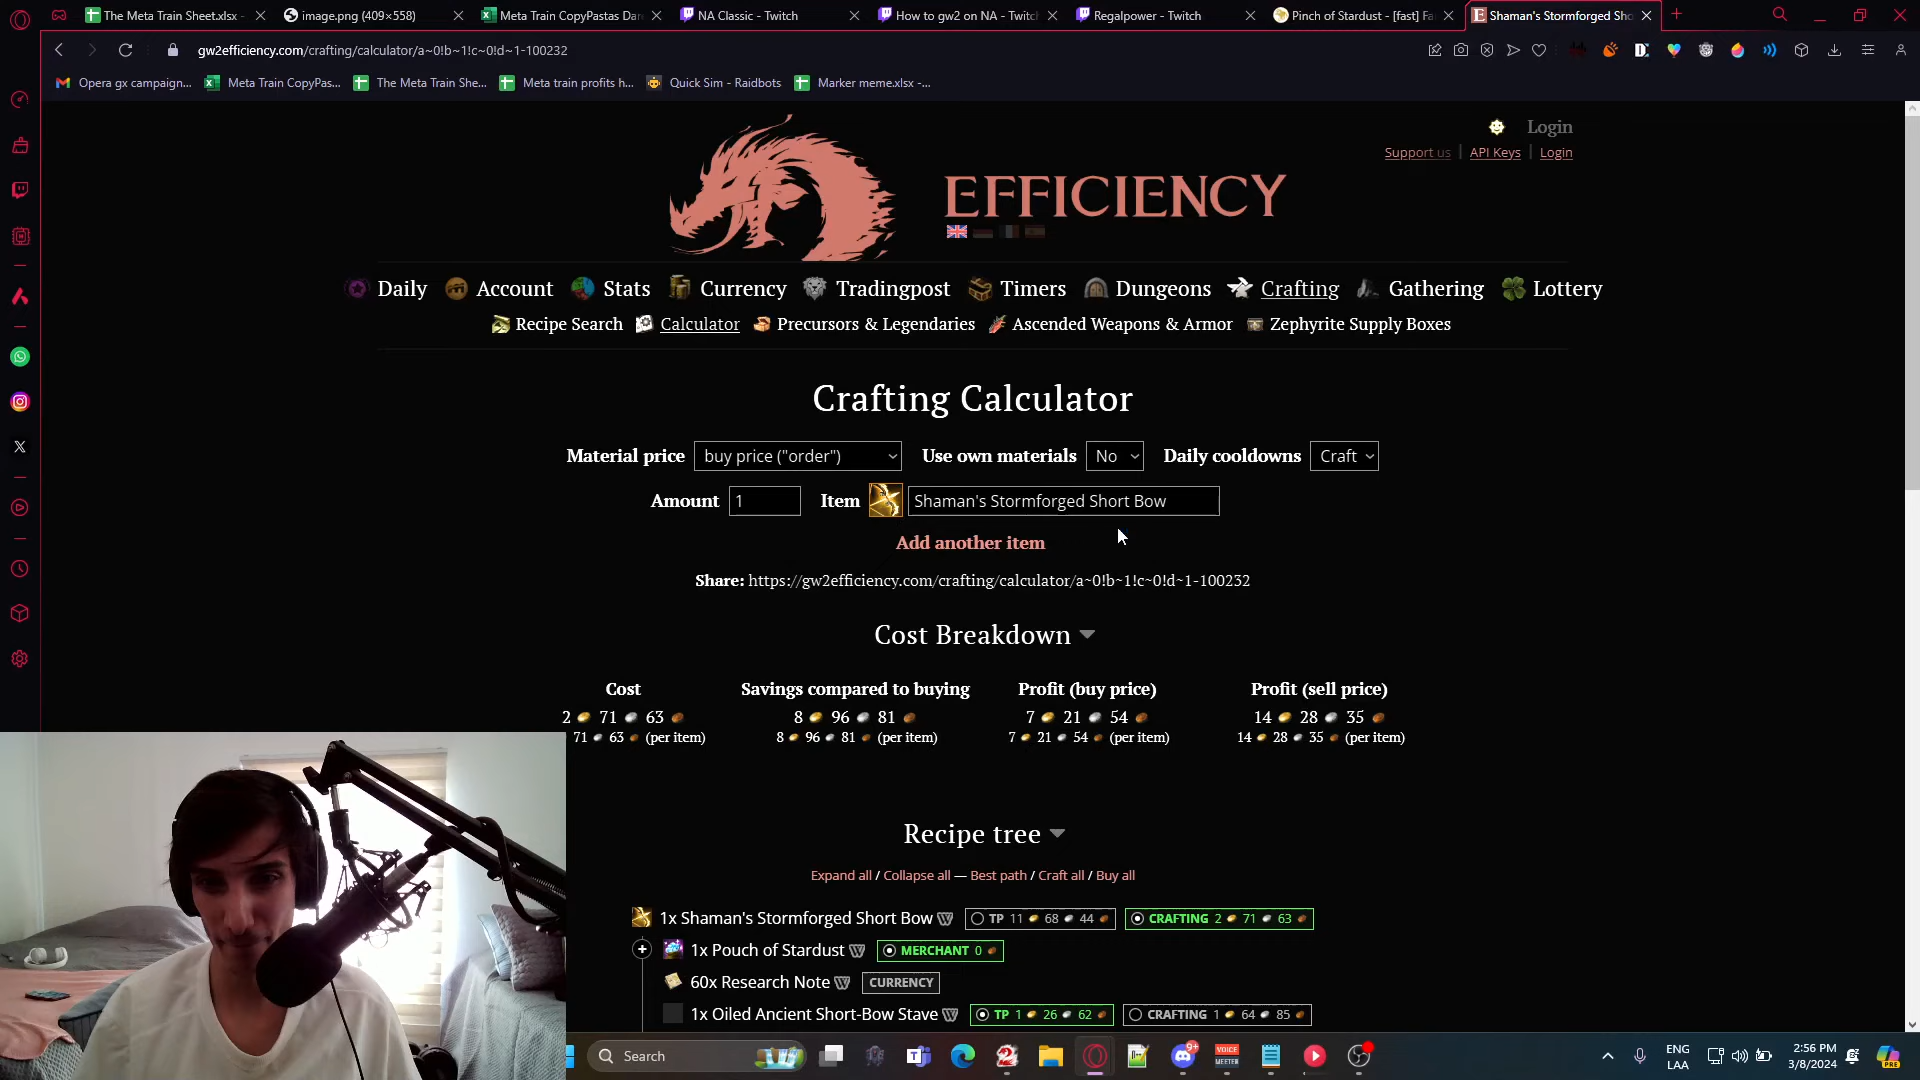 The Meta Train Sheet.xlsx -
image.png (409×558)
Meta Train CopyPastas Dar
NA Classic - Twitch
How to gw2 on NA - Twitc
Regalpower - Twitch
Pinch of Stardust - [fast] Fa
Shaman's Stormforged Sho
gw2efficiency.com/crafting/calculator/a~0!b~1!c~0!d~1-100232
Opera gx campaign...
Meta Train CopyPas...
The Meta Train She...
Meta train profits h...
Quick Sim - Raidbots
Marker meme.xlsx -...
Login
Support us | API Keys | Login
EFFICIENCY
Daily Account Stats Currency Tradingpost Timers Dungeons Crafting Gathering Lottery
Recipe Search Calculator Precursors & Legendaries Ascended Weapons & Armor Zephyrite Supply Boxes
Crafting Calculator
Material price buy price ("order") Use own materials No Daily cooldowns Craft
Amount 1 Item Shaman's Stormforged Short Bow
Add another item
Share: https://gw2efficiency.com/crafting/calculator/a~0!b~1!c~0!d~1-100232
Cost Breakdown
Cost Savings compared to buying Profit (buy price) Profit (sell price)
2 71 63 8 96 81 7 21 54 14 28 35
71 63 (per item) 8 96 81 (per item) 7 21 54 (per item) 14 28 35 (per item)
Recipe tree
Expand all / Collapse all — Best path / Craft all / Buy all
1x Shaman's Stormforged Short Bow TP 11 68 44 CRAFTING 2 71 63
1x Pouch of Stardust MERCHANT 0
60x Research Note CURRENCY
1x Oiled Ancient Short-Bow Stave TP 1 26 62 CRAFTING 1 64 85
Search
VOICE
MEETER
9+
ENG
LAA
2:56 PM
3/8/2024
PRE